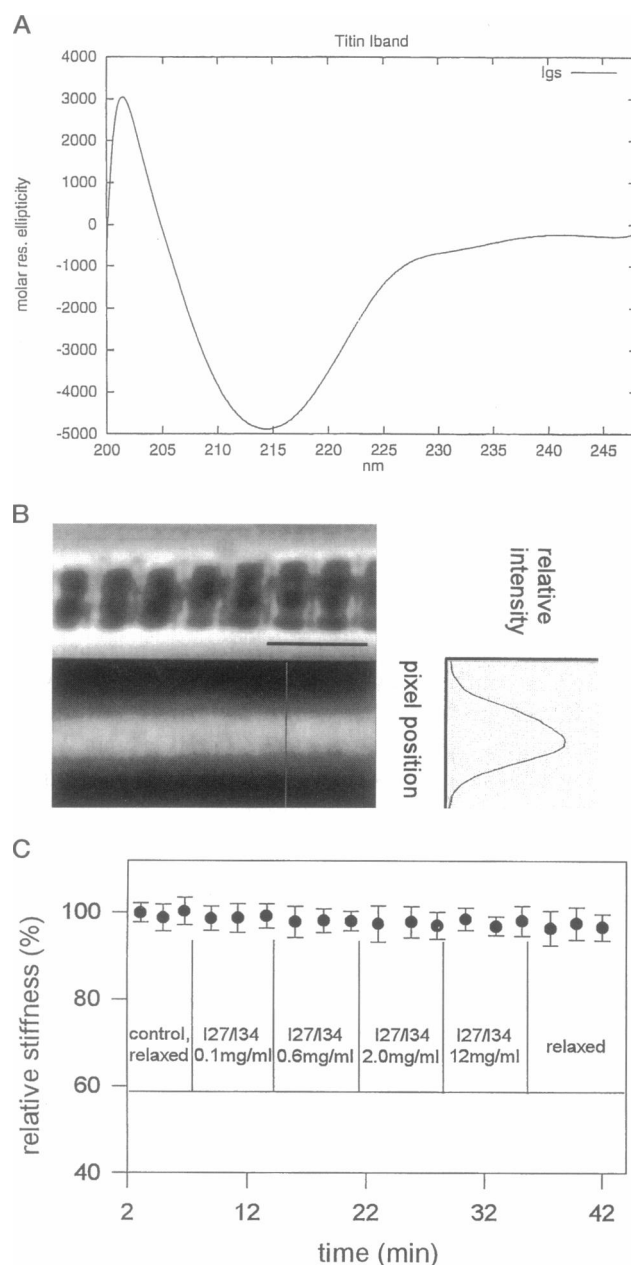 A
Titin Iband
Igs
4000
3000
2000
1000
0
-1000
-2000
-3000
-4000
-5000
molar res. ellipticity
200 205 210 215 220 225 230 235 240 245
nm
B
relative
intensity
pixel position
C
100
80
60
40
relative stiffness (%)
control, relaxed
I27/I34 0.1mg/ml
I27/I34 0.6mg/ml
I27/I34 2.0mg/ml
I27/I34 12mg/ml
relaxed
2 12 22 32 42
time (min)